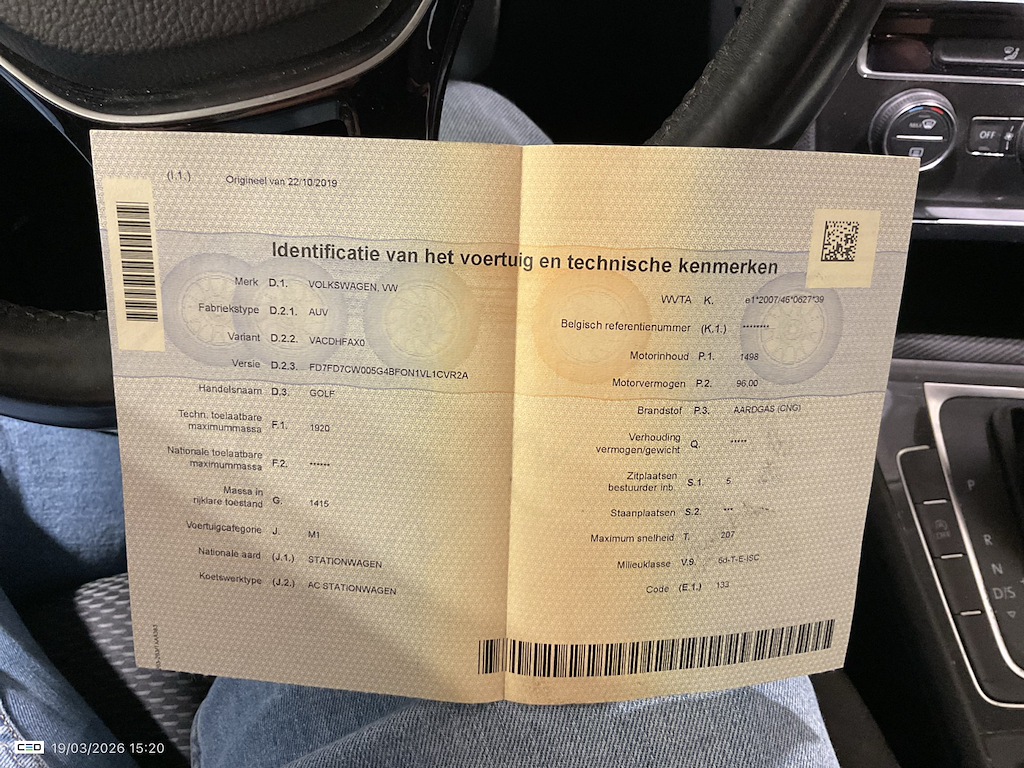 (I.1.) Origineel van 22/10/2019
Identificatie van het voertuig en technische kenmerken
Merk D.1. VOLKSWAGEN, VW
Fabriekstype D.2.1. AUV
Variant D.2.2. VACDHFAX0
Versie D.2.3. FD7FD7CW005G4BFON1VL1CVR2A
Handelsnaam D.3. GOLF
Techn. toelaatbare
maximummassa F.1. 1920
Nationale toelaatbare
maximummassa F.2. ******
Massa in
rijklare toestand G. 1415
Voertuigcategorie J. M1
Nationale aard (J.1.) STATIONWAGEN
Koetswerktype (J.2.) AC STATIONWAGEN
WVTA K. e1*2007/46*0627*39
Belgisch referentienummer (K.1.) ********
Motorinhoud P.1. 1498
Motorvermogen P.2. 96.00
Brandstof P.3. AARDGAS (CNG)
Verhouding
vermogen/gewicht Q. *****
Zitplaatsen
bestuurder inb. S.1. 5
Staanplaatsen S.2. ***
Maximum snelheid T. 207
Milieuklasse V.9. 6d-T-E-ISC
Code (E.1.) 133
OFF
P
R
N
D/S
CEO 19/03/2026 15:20